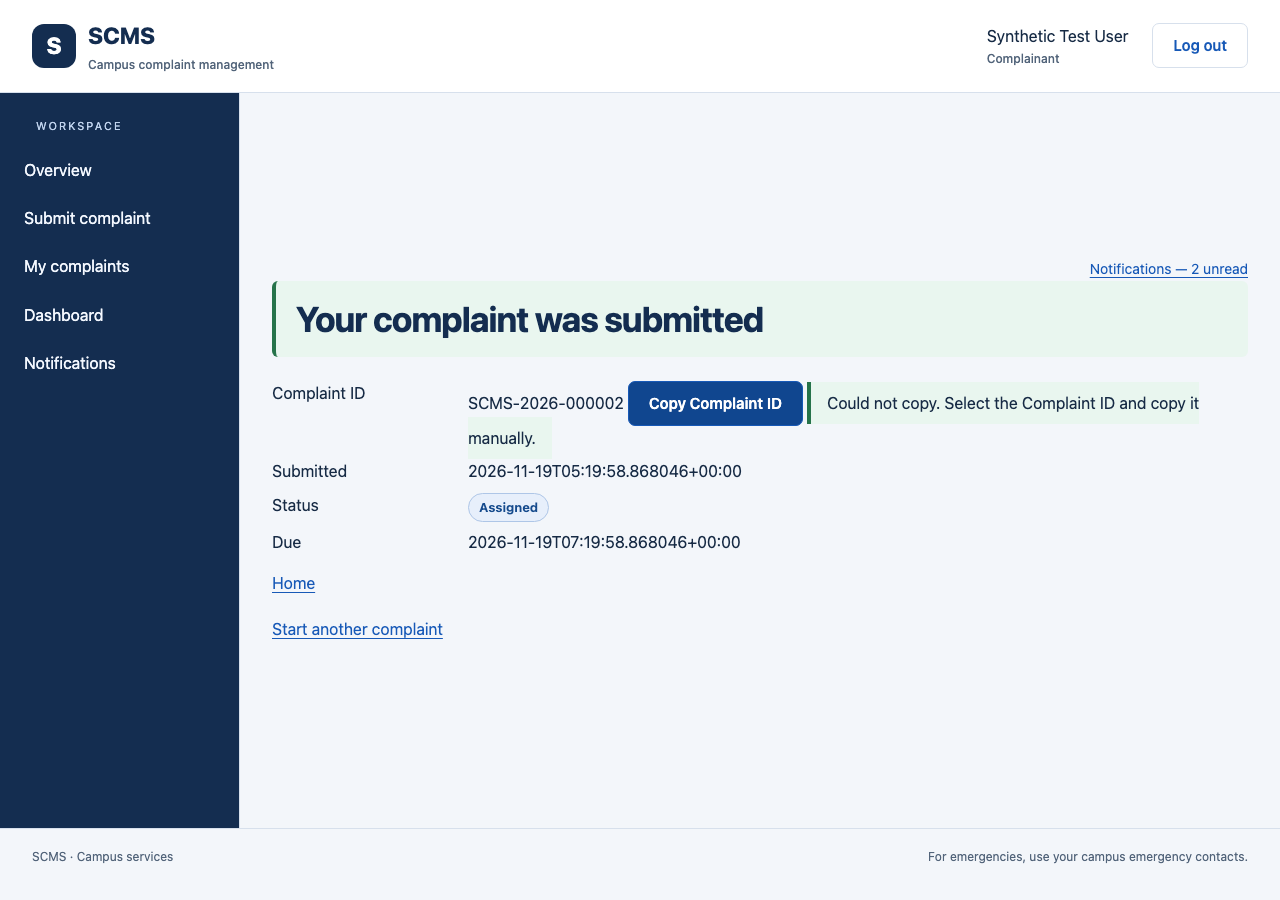 S
SCMS
Campus complaint management
Synthetic Test User
Complainant
Log out
WORKSPACE
Overview
Submit complaint
My complaints
Dashboard
Notifications
Notifications — 2 unread
Your complaint was submitted
Complaint ID
SCMS-2026-000002 Copy Complaint ID Could not copy. Select the Complaint ID and copy it
manually.
Submitted 2026-11-19T05:19:58.868046+00:00
Status Assigned
Due 2026-11-19T07:19:58.868046+00:00
Home
Start another complaint
SCMS · Campus services
For emergencies, use your campus emergency contacts.